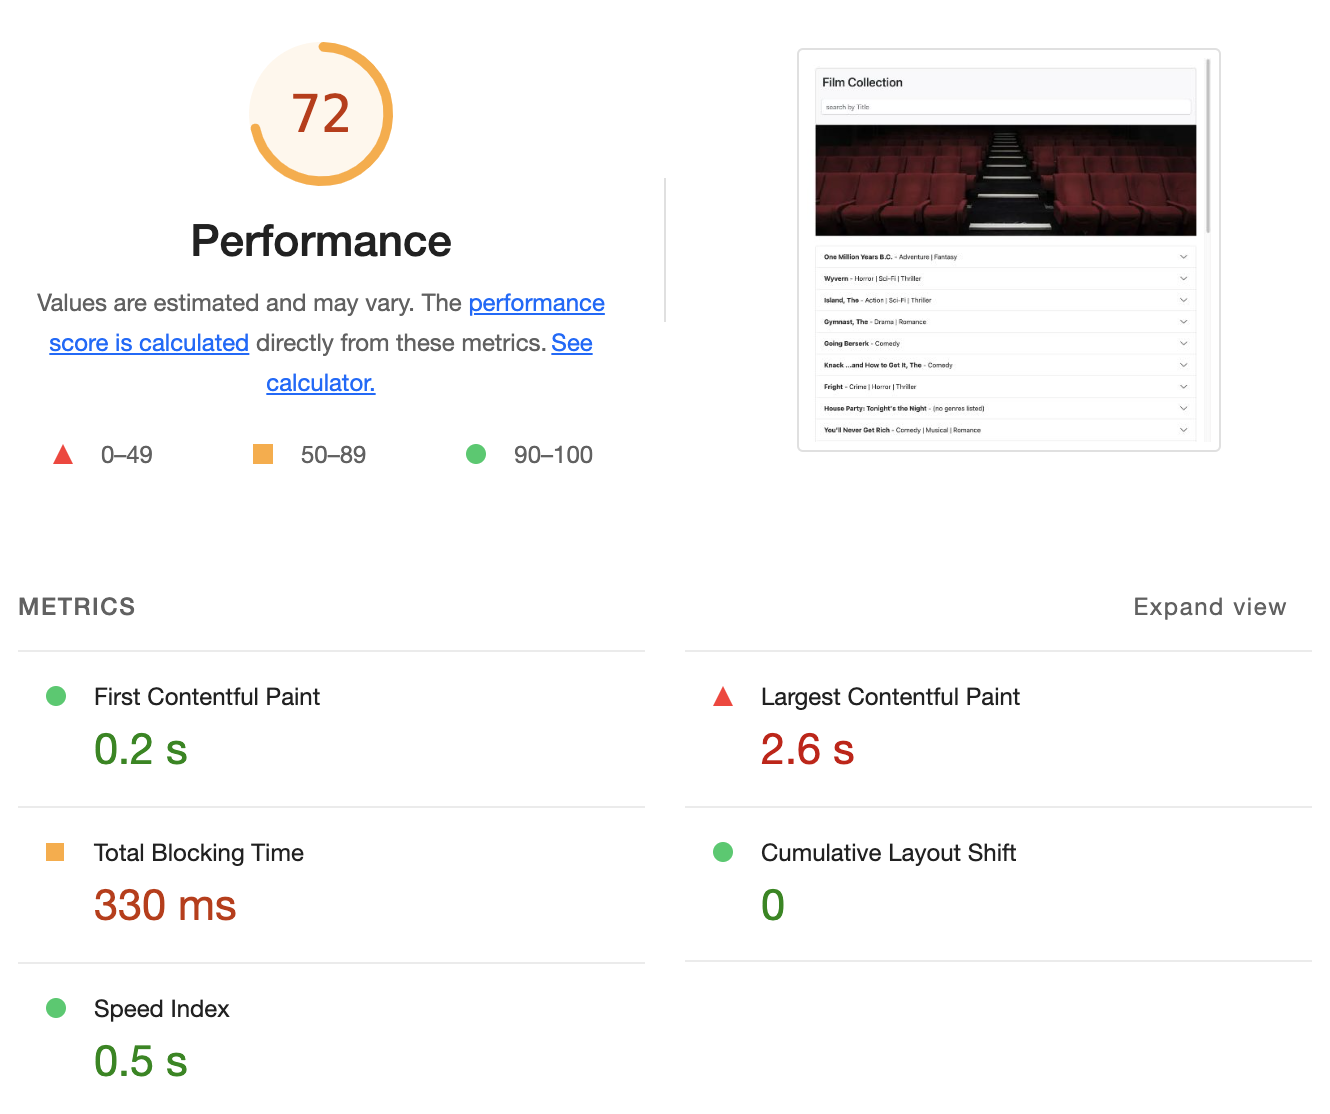 72
Performance
Values are estimated and may vary. The performance
score is calculated directly from these metrics. See
calculator.
0–49
50–89
90–100
Film Collection
search by Title
One Million Years B.C. - Adventure | Fantasy
Wyvern - Horror | Sci-Fi | Thriller
Island, The - Action | Sci-Fi | Thriller
Gymnast, The - Drama | Romance
Going Berserk - Comedy
Knack ...and How to Get It, The - Comedy
Fright - Crime | Horror | Thriller
House Party: Tonight's the Night - (no genres listed)
You'll Never Get Rich - Comedy | Musical | Romance
METRICS
Expand view
First Contentful Paint
0.2 s
Largest Contentful Paint
2.6 s
Total Blocking Time
330 ms
Cumulative Layout Shift
0
Speed Index
0.5 s